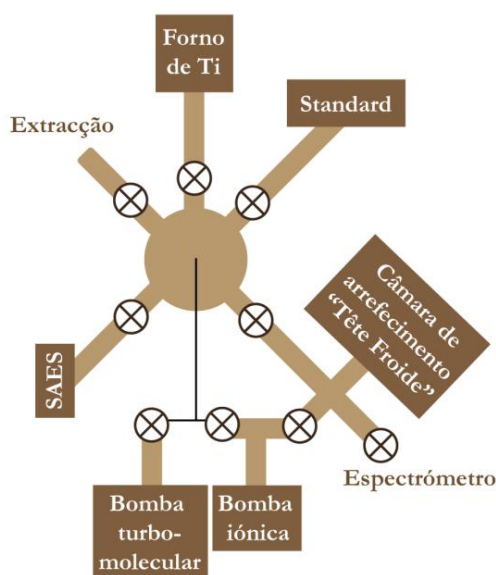 Forno
de Ti
Standard
Extracção
Câmara de
arrefecimento
“Tête Froide”
SAES
Espectrómetro
Bomba
turbo-
molecular
Bomba
iónica